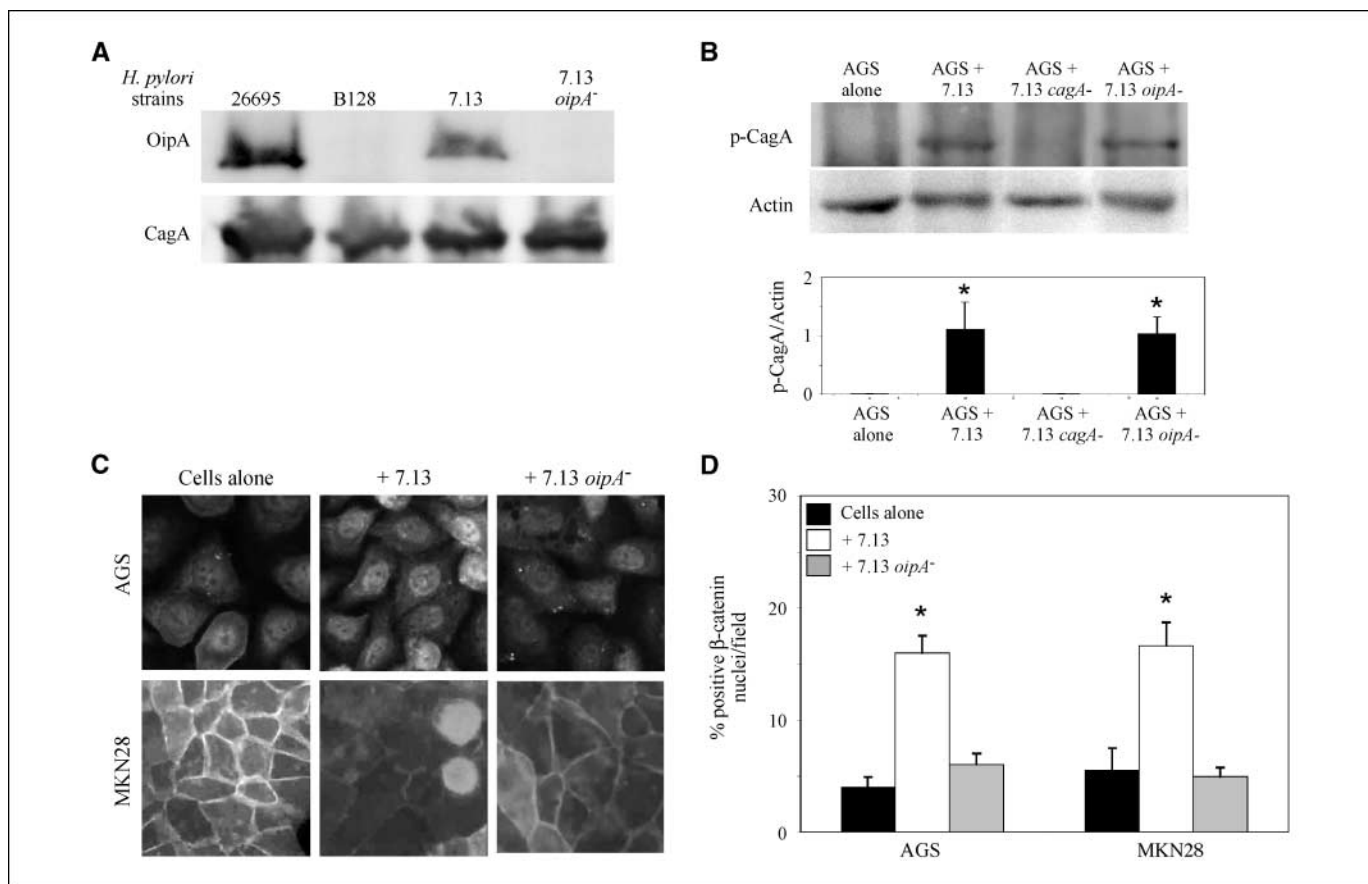 A
H. pylori
strains
26695
B128
7.13
7.13
oipA-
OipA
CagA
B
AGS
alone
AGS +
7.13
AGS +
7.13 cagA-
AGS +
7.13 oipA-
p-CagA
Actin
p-CagA/Actin
2
1
0
*
*
AGS
alone
AGS +
7.13
AGS +
7.13 cagA-
AGS +
7.13 oipA-
C
Cells alone
+ 7.13
+ 7.13 oipA-
AGS
MKN28
D
% positive β-catenin
nuclei/field
30
20
10
0
Cells alone
+ 7.13
+ 7.13 oipA-
*
*
AGS
MKN28